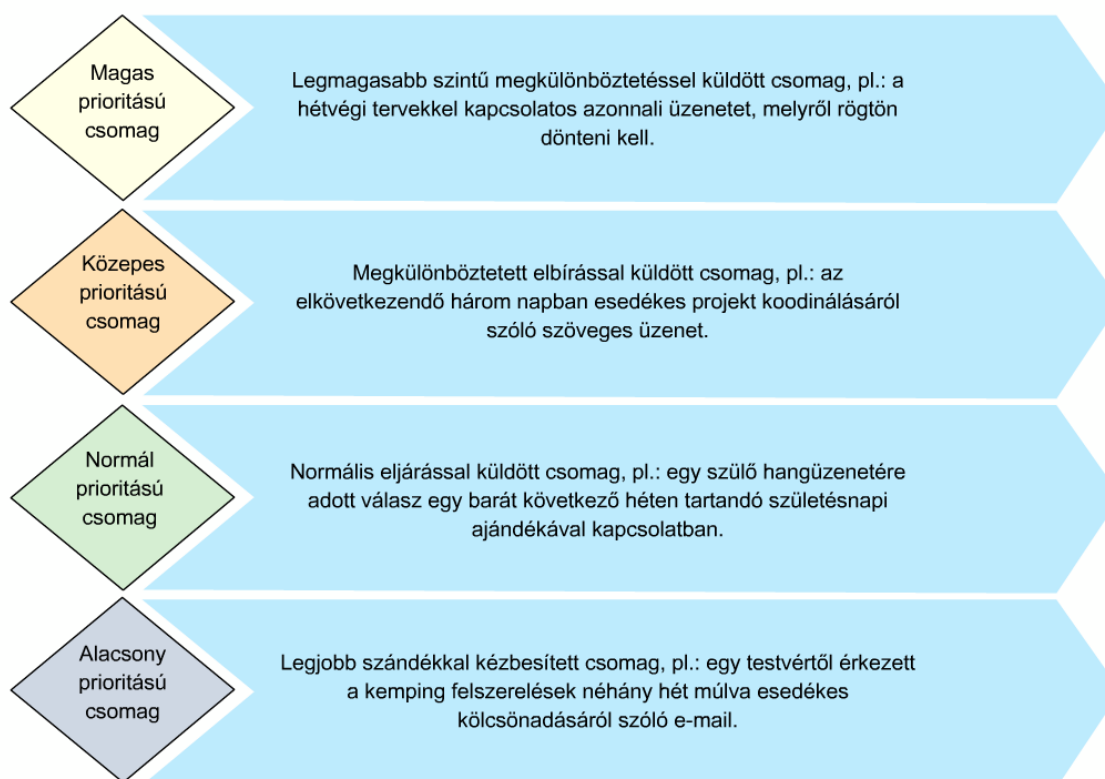 Magas
prioritású
csomag
Legmagasabb szintű megkülönböztetéssel küldött csomag, pl.: a
hétvégi tervekkel kapcsolatos azonnali üzenetet, melyről rögtön
dönteni kell.
Közepes
prioritású
csomag
Megkülönböztetett elbírással küldött csomag, pl.: az
elkövetkezendő három napban esedékes projekt koodinálásáról
szóló szöveges üzenet.
Normál
prioritású
csomag
Normális eljárással küldött csomag, pl.: egy szülő hangüzenetére
adott válasz egy barát következő héten tartandó születésnapi
ajándékával kapcsolatban.
Alacsony
prioritású
csomag
Legjobb szándékkal kézbesített csomag, pl.: egy testvértől érkezett
a kemping felszerelések néhány hét múlva esedékes
kölcsönadásáról szóló e-mail.